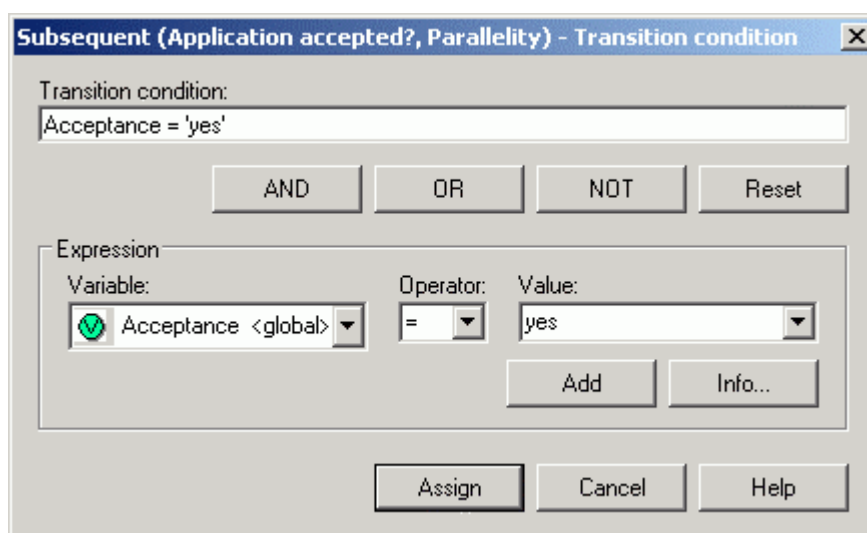 Subsequent (Application accepted?, Parallelity) - Transition condition
Transition condition:
Acceptance = 'yes'
AND OR NOT Reset
Expression
Variable: Operator: Value:
Acceptance <global> = yes
Add Info...
Assign Cancel Help